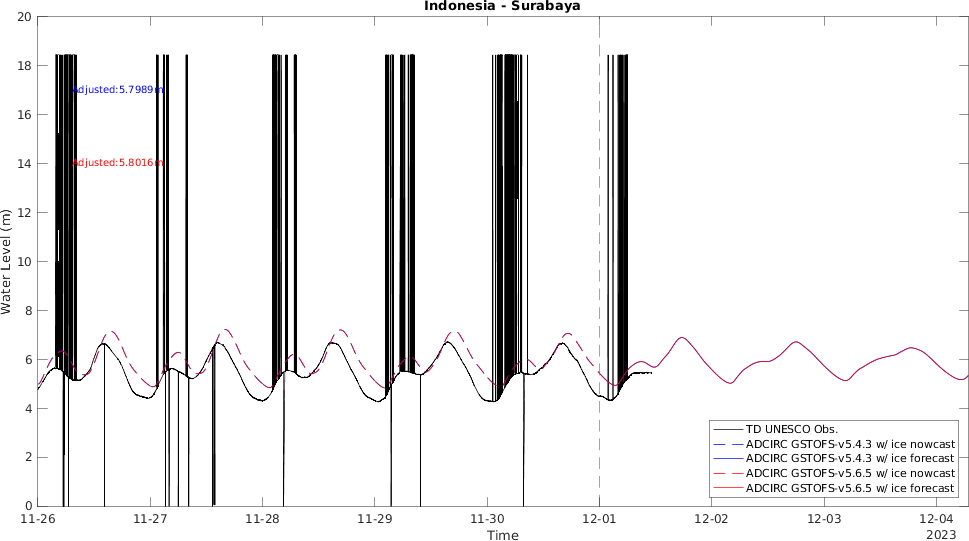 Indonesia - Surabaya
20
18
16
14
12
10
8
6
4
2
0
Water Level (m)
Adjusted:5.7989m
Adjusted:5.8016m
11-26
11-27
11-28
11-29
11-30
12-01
12-02
12-03
12-04
2023
Time
TD UNESCO Obs.
ADCIRC GSTOFS-v5.4.3 w/ ice nowcast
ADCIRC GSTOFS-v5.4.3 w/ ice forecast
ADCIRC GSTOFS-v5.6.5 w/ ice nowcast
ADCIRC GSTOFS-v5.6.5 w/ ice forecast